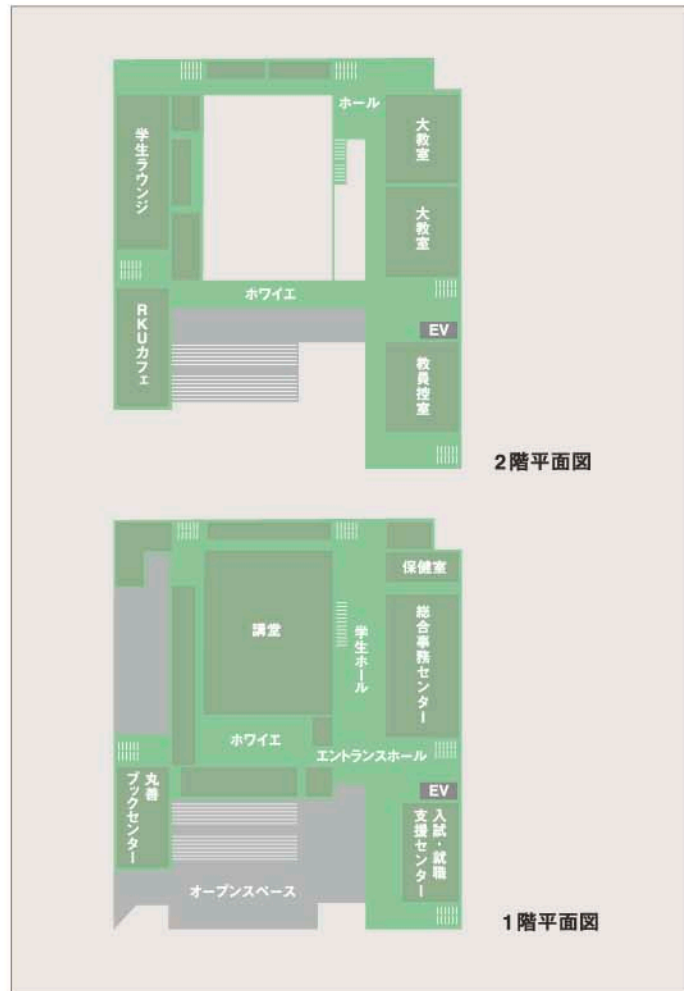 ホール
大教室
学生ラウンジ
大教室
ホワイエ
EV
RKUカフェ
教員控室
2階平面図
保健室
講堂
学生ホール
総合事務センター
ホワイエ
エントランスホール
丸善
ブックセンター
EV
入試・就職
支援センター
オープンスペース
1階平面図